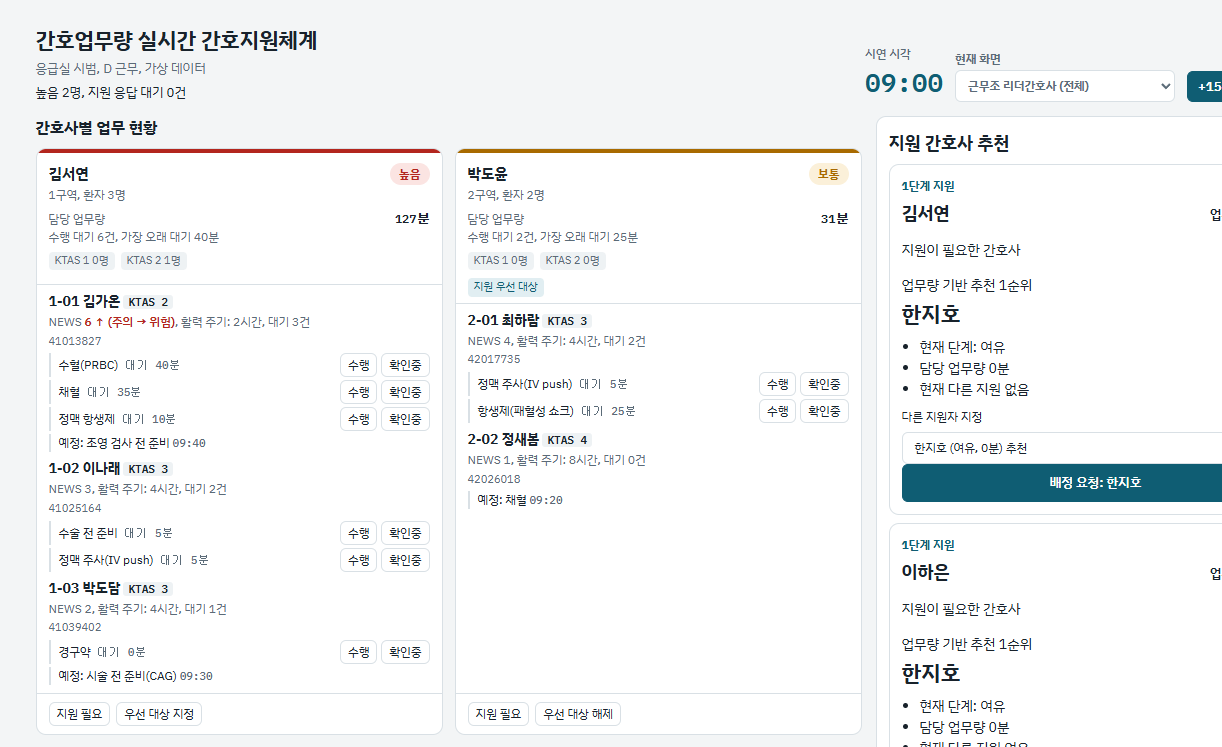 간호업무량 실시간 간호지원체계
응급실 시범, D 근무, 가상 데이터
높음 2명, 지원 응답 대기 0건
시연 시각
09:00
현재 화면
근무조 리더간호사 (전체)
+15
간호사별 업무 현황
김서연
높음
1구역, 환자 3명
담당 업무량
127분
수행 대기 6건, 가장 오래 대기 40분
KTAS 1 0명
KTAS 2 1명
1-01 김가온 KTAS 2
NEWS 6 ↑ (주의 → 위험), 활력 주기: 2시간, 대기 3건
41013827
수혈(PRBC) 대기 40분 수행 확인중
채혈 대기 35분 수행 확인중
정맥 항생제 대기 10분 수행 확인중
예정: 조영 검사 전 준비 09:40
1-02 이나래 KTAS 3
NEWS 3, 활력 주기: 4시간, 대기 2건
41025164
수술 전 준비 대기 5분 수행 확인중
정맥 주사(IV push) 대기 5분 수행 확인중
1-03 박도담 KTAS 3
NEWS 2, 활력 주기: 4시간, 대기 1건
41039402
경구약 대기 0분 수행 확인중
예정: 시술 전 준비(CAG) 09:30
지원 필요
우선 대상 지정
박도윤
보통
2구역, 환자 2명
담당 업무량
31분
수행 대기 2건, 가장 오래 대기 25분
KTAS 1 0명
KTAS 2 0명
지원 우선 대상
2-01 최하람 KTAS 3
NEWS 4, 활력 주기: 4시간, 대기 2건
42017735
정맥 주사(IV push) 대기 5분 수행 확인중
항생제(패혈성 쇼크) 대기 25분 수행 확인중
2-02 정새봄 KTAS 4
NEWS 1, 활력 주기: 8시간, 대기 0건
42026018
예정: 채혈 09:20
지원 필요
우선 대상 해제
지원 간호사 추천
1단계 지원
김서연
업
지원이 필요한 간호사
업무량 기반 추천 1순위
한지호
• 현재 단계: 여유
• 담당 업무량 0분
• 현재 다른 지원 없음
다른 지원자 지정
한지호 (여유, 0분) 추천
배정 요청: 한지호
1단계 지원
이하은
업
지원이 필요한 간호사
업무량 기반 추천 1순위
한지호
• 현재 단계: 여유
• 담당 업무량 0분